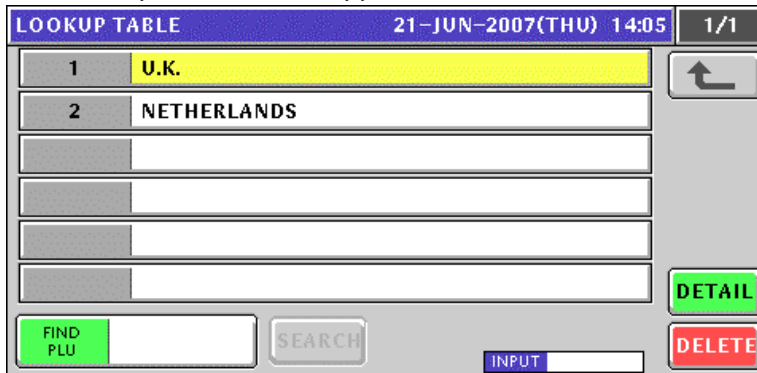 LOOKUP TABLE 21-JUN-2007(THU) 14:05 1/1
1 U.K.
2 NETHERLANDS
DETAIL
FIND
PLU
SEARCH
INPUT
DELETE